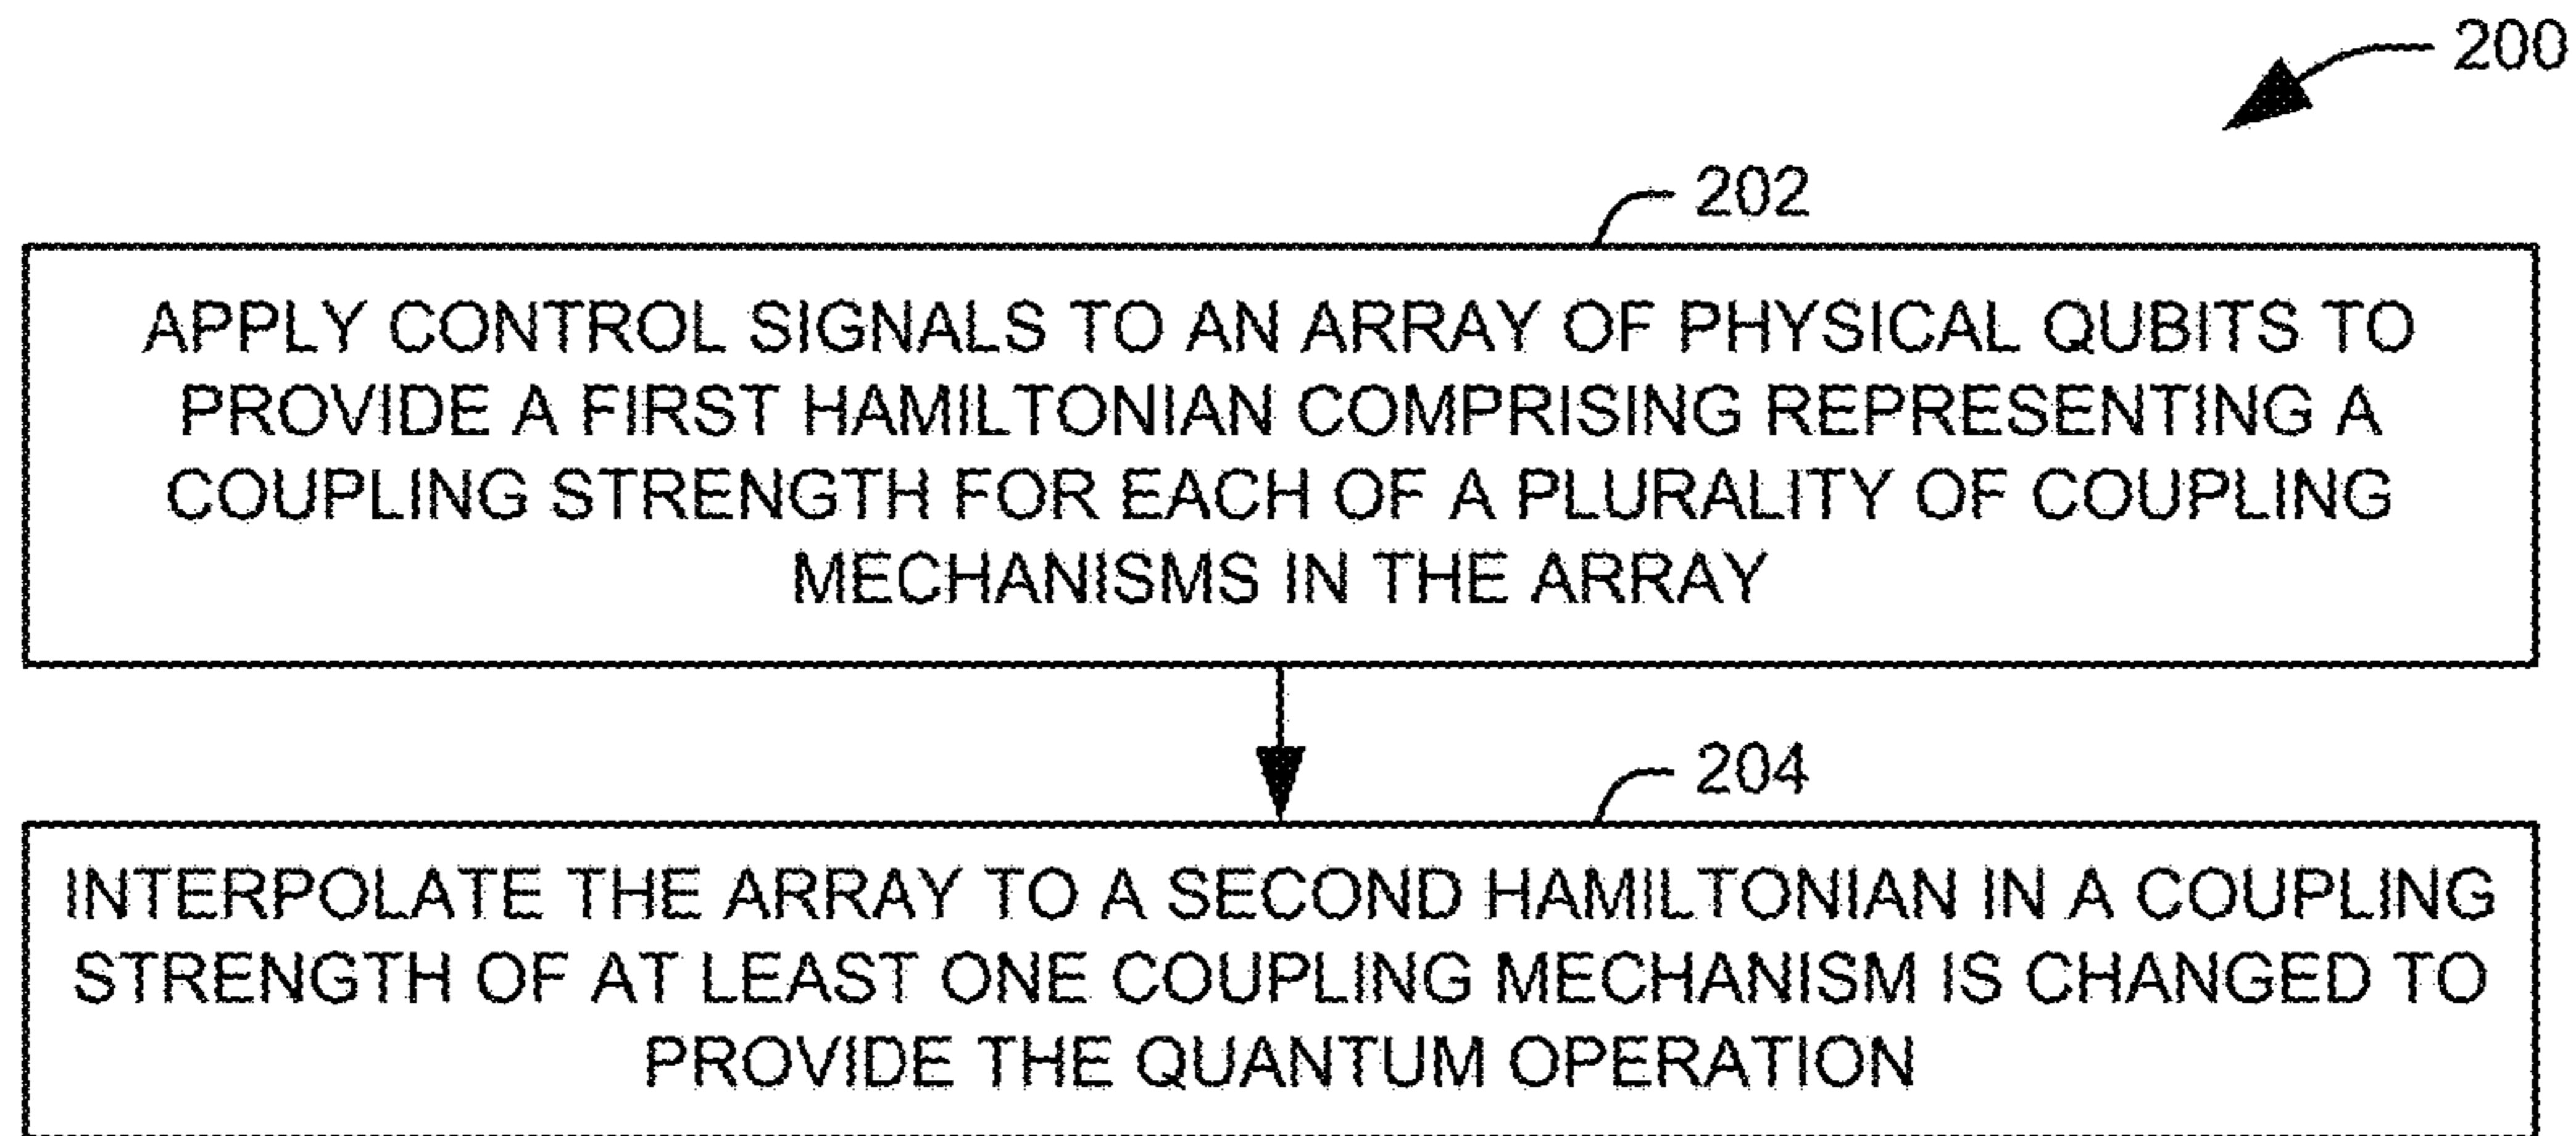 200
202
APPLY CONTROL SIGNALS TO AN ARRAY OF PHYSICAL QUBITS TO
PROVIDE A FIRST HAMILTONIAN COMPRISING REPRESENTING A
COUPLING STRENGTH FOR EACH OF A PLURALITY OF COUPLING
MECHANISMS IN THE ARRAY
204
INTERPOLATE THE ARRAY TO A SECOND HAMILTONIAN IN A COUPLING
STRENGTH OF AT LEAST ONE COUPLING MECHANISM IS CHANGED TO
PROVIDE THE QUANTUM OPERATION